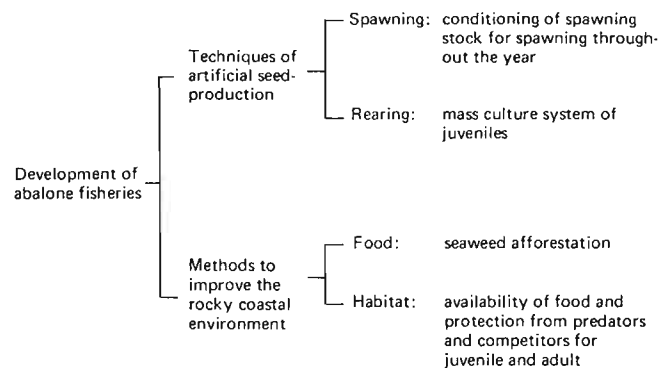 Development of
abalone fisheries
Techniques of
artificial seed-
production
Spawning: conditioning of spawning
stock for spawning through-
out the year
Rearing: mass culture system of
juveniles
Methods to
improve the
rocky coastal
environment
Food: seaweed afforestation
Habitat: availability of food and
protection from predators
and competitors for
juvenile and adult